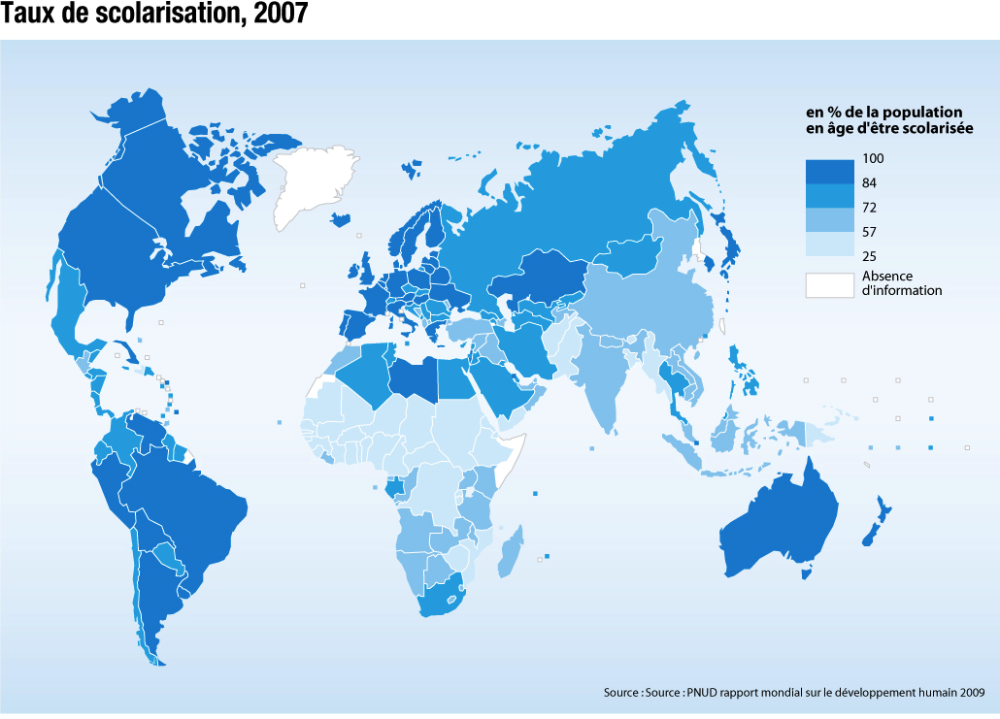 Taux de scolarisation, 2007
en % de la population
en âge d'être scolarisée
100
84
72
57
25
Absence
d'information
Source : Source : PNUD rapport mondial sur le développement humain 2009